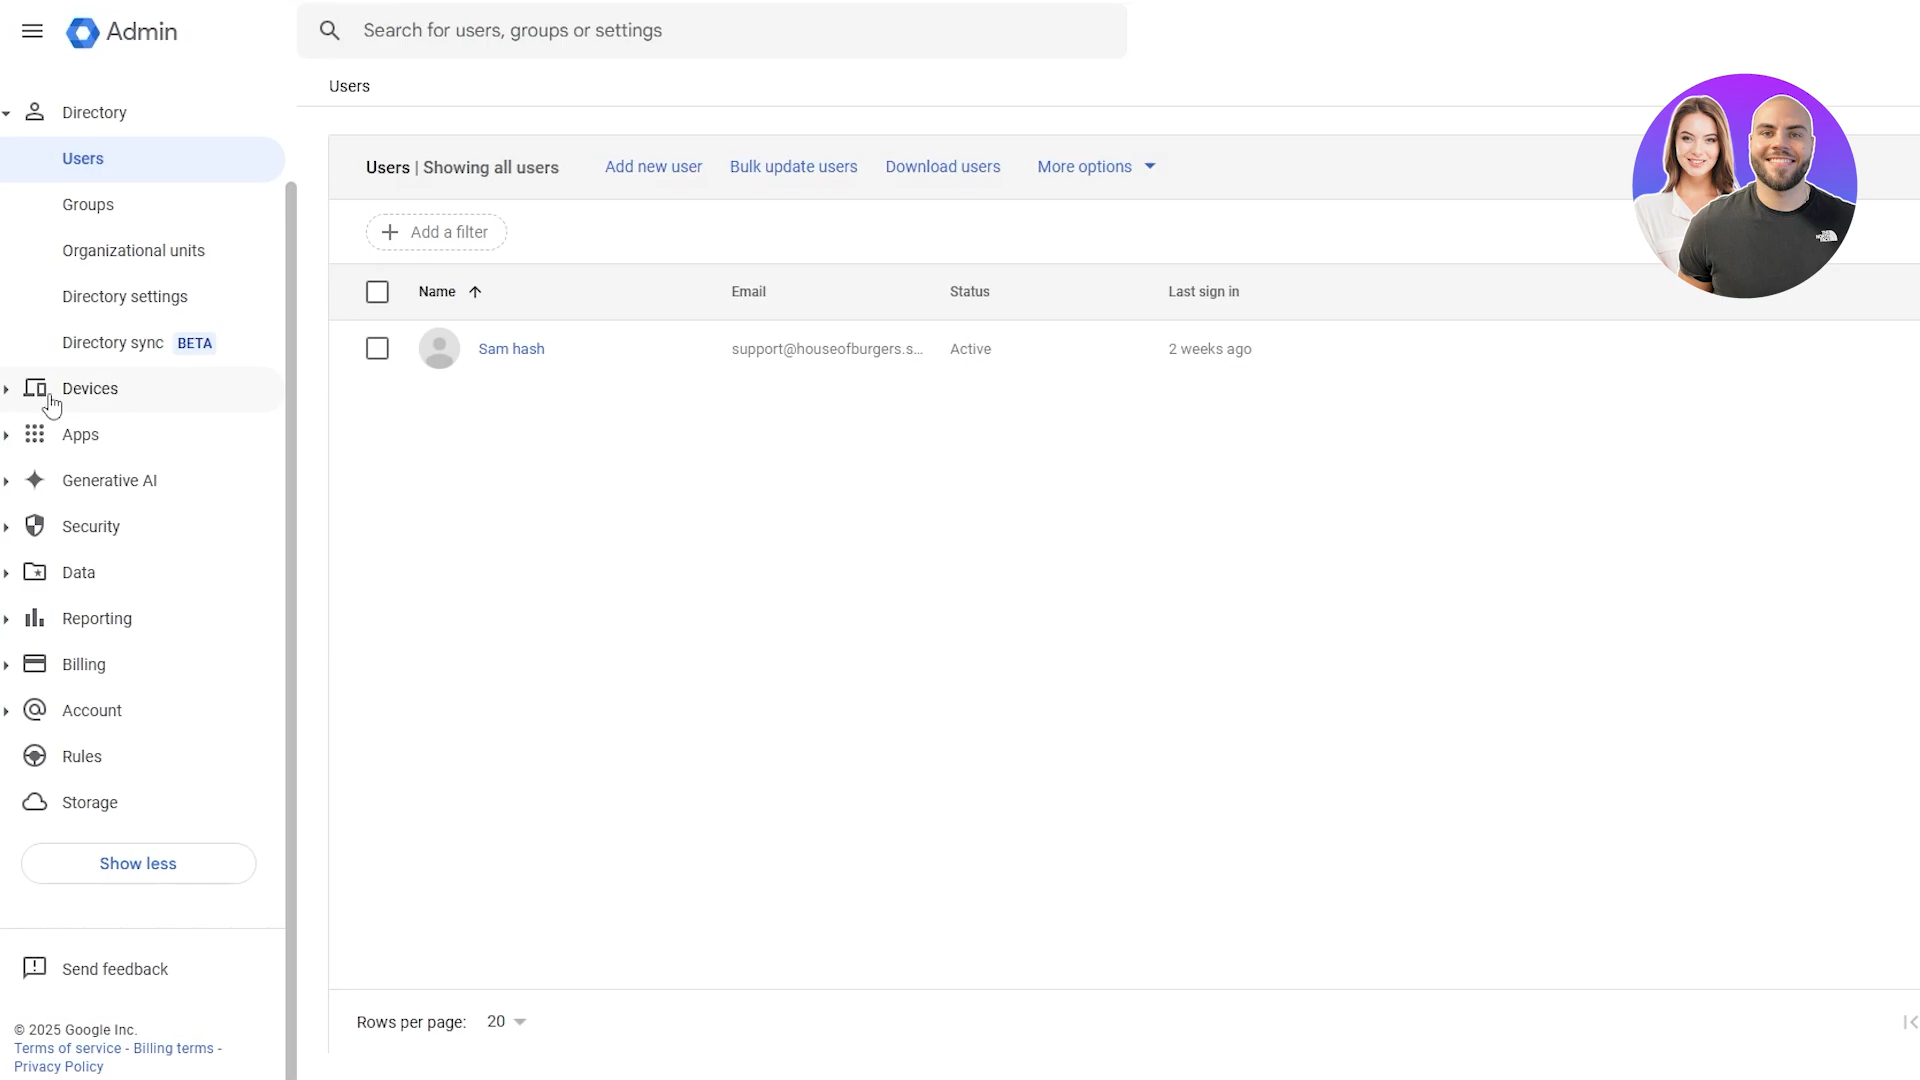 Admin
Search for users, groups or settings
Users
Directory
Users
Groups
Organizational units
Directory settings
Directory sync BETA
Devices
Apps
Generative AI
Security
Data
Reporting
Billing
Account
Rules
Storage
Show less
Send feedback
© 2025 Google Inc.
Terms of service - Billing terms -
Privacy Policy
Users | Showing all users Add new user Bulk update users Download users More options
Add a filter
Name Email Status Last sign in
Sam hash support@houseofburgers.s... Active 2 weeks ago
Rows per page: 20
THE NORTH FACE